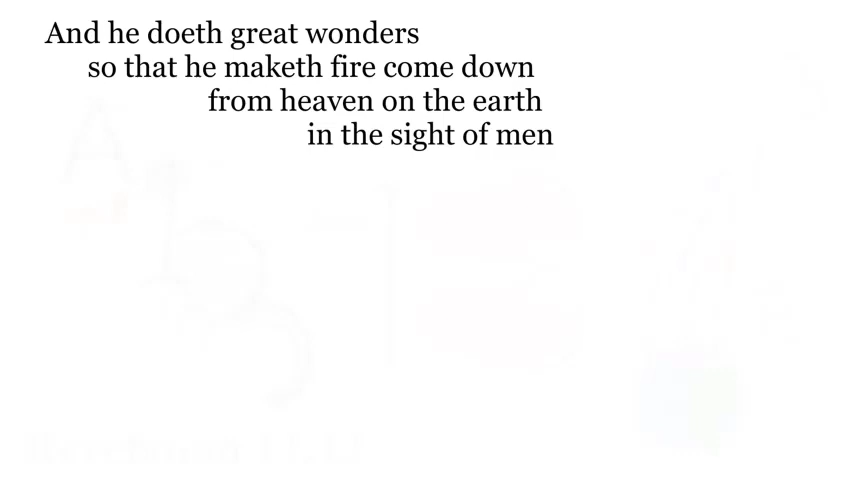 And he doeth great wonders
so that he maketh fire come down
from heaven on the earth
in the sight of men